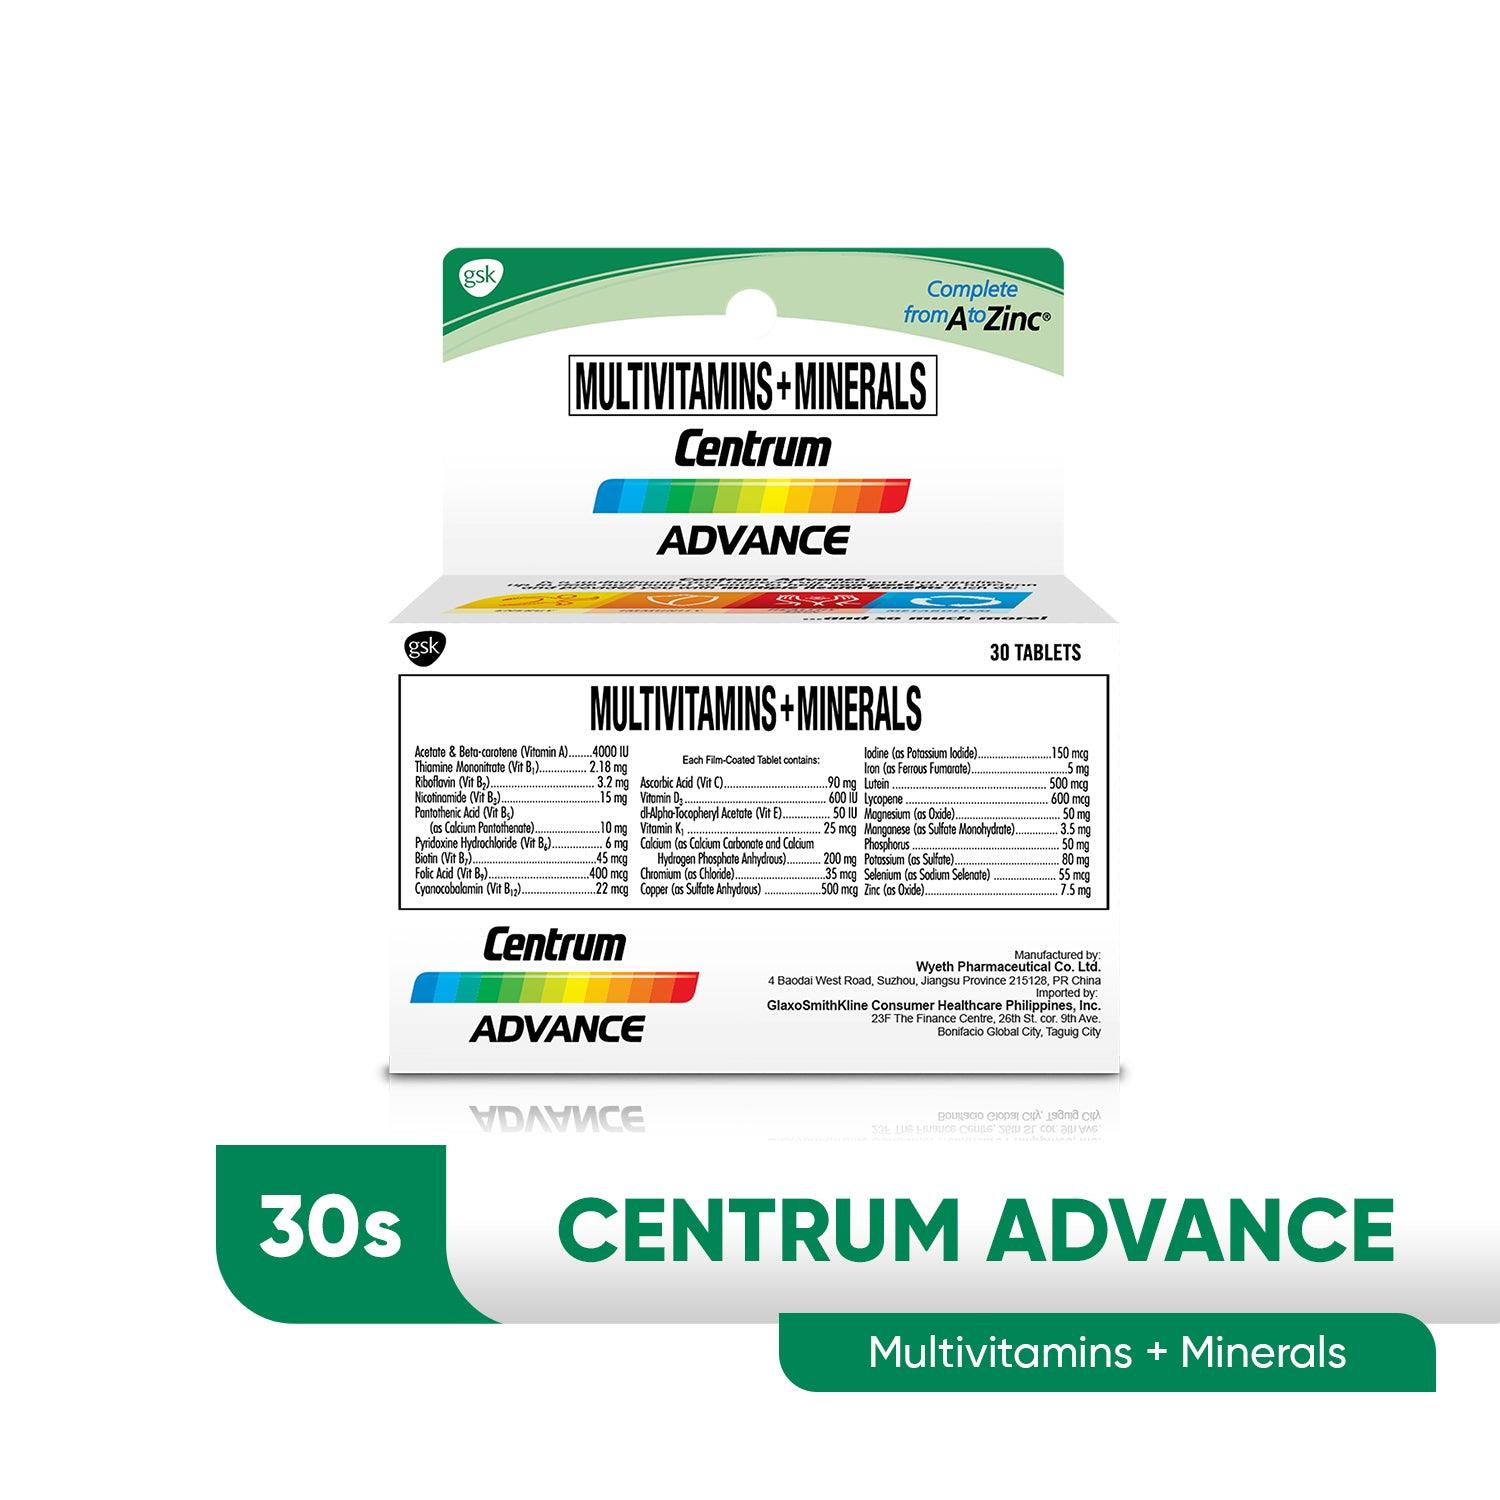 gsk
Complete
from A to Zinc®
MULTIVITAMINS+MINERALS
Centrum
ADVANCE
Centrum Advance
ENERGY IMMUNITY METABOLISM
...and so much more!
gsk
30 TABLETS
MULTIVITAMINS+MINERALS
Acetate & Beta-carotene (Vitamin A)......4000 IU
Thiamine Mononitrate (Vit B₁)................ 2.18 mg
Riboflavin (Vit B₂)................................ 3.2 mg
Nicotinamide (Vit B₃)............................15 mg
Pantothenic Acid (Vit B₅)
(as Calcium Pantothenate)..................10 mg
Pyridoxine Hydrochloride (Vit B₆)............... 6 mg
Biotin (Vit B₇)....................................45 mcg
Folic Acid (Vit B₉)..............................400 mcg
Cyanocobalamin (Vit B₁₂)......................22 mcg
Each Film-Coated Tablet contains:
Ascorbic Acid (Vit C)..............................90 mg
Vitamin D₃......................................... 600 IU
dl-Alpha-Tocopheryl Acetate (Vit E).............. 50 IU
Vitamin K₁ ........................................ 25 mcg
Calcium (as Calcium Carbonate and Calcium
Hydrogen Phosphate Anhydrous)........... 200 mg
Chromium (as Chloride)..........................35 mcg
Copper (as Sulfate Anhydrous) ................500 mcg
Iodine (as Potassium Iodide)......................150 mcg
Iron (as Ferrous Fumarate)...........................5 mg
Lutein ............................................. 500 mcg
Lycopene .......................................... 600 mcg
Magnesium (as Oxide)............................. 50 mg
Manganese (as Sulfate Monohydrate)............. 3.5 mg
Phosphorus ......................................... 50 mg
Potassium (as Sulfate).............................. 80 mg
Selenium (as Sodium Selenate) .................. 55 mcg
Zinc (as Oxide)...................................... 7.5 mg
Centrum
ADVANCE
Manufactured by:
Wyeth Pharmaceutical Co. Ltd.
4 Baodai West Road, Suzhou, Jiangsu Province 215128, PR China
Imported by:
GlaxoSmithKline Consumer Healthcare Philippines, Inc.
23F The Finance Centre, 26th St. cor. 9th Ave.
Bonifacio Global City, Taguig City
30s
CENTRUM ADVANCE
Multivitamins + Minerals